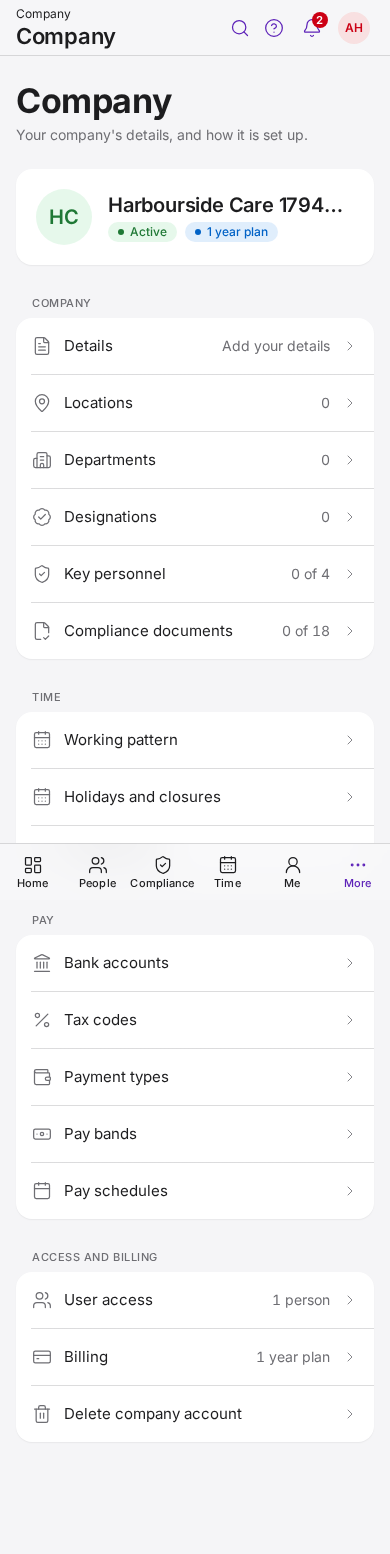 Company
Company
2
AH
Company
Your company's details, and how it is set up.
HC
Harbourside Care 1794...
Active
1 year plan
COMPANY
Details Add your details
Locations 0
Departments 0
Designations 0
Key personnel 0 of 4
Compliance documents 0 of 18
TIME
Working pattern
Holidays and closures
Home People Compliance Time Me More
PAY
Bank accounts
Tax codes
Payment types
Pay bands
Pay schedules
ACCESS AND BILLING
User access 1 person
Billing 1 year plan
Delete company account